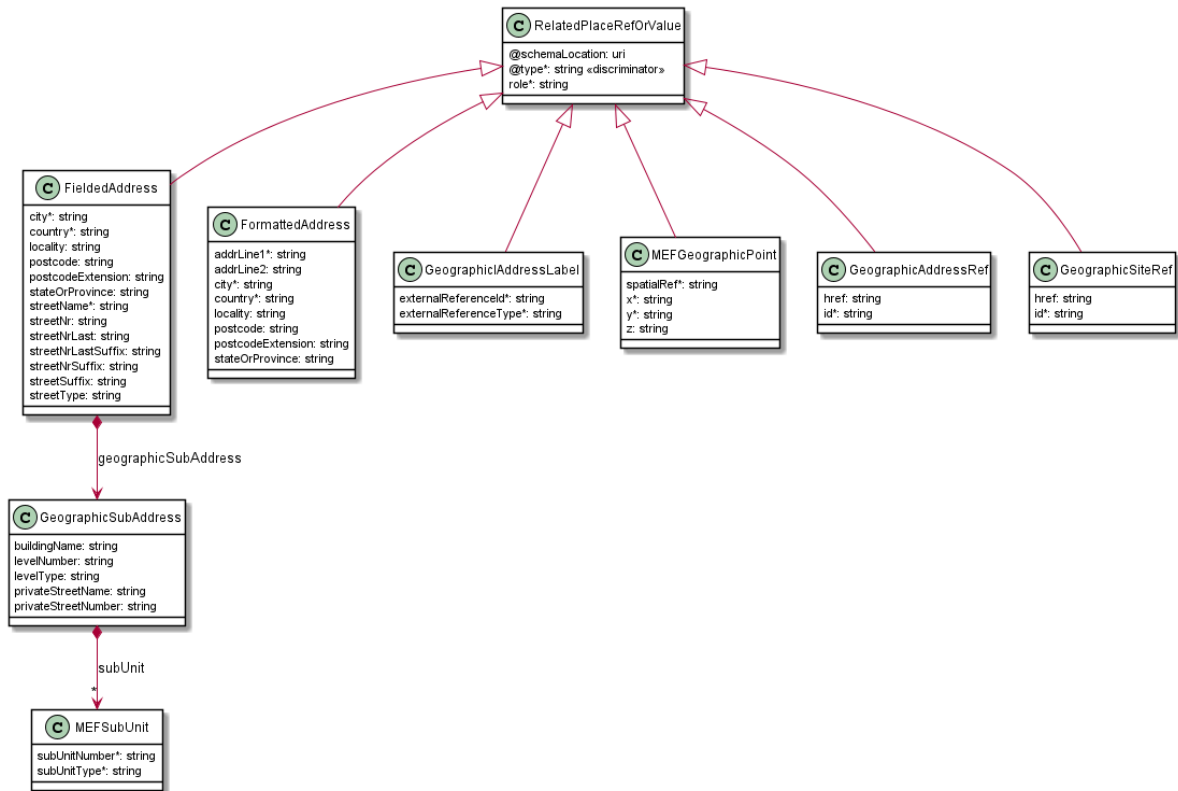 C RelatedPlaceRefOrValue
@schemaLocation: uri
@type*: string «discriminator»
role*: string
C FieldedAddress
city*: string
country*: string
locality: string
postcode: string
postcodeExtension: string
stateOrProvince: string
streetName*: string
streetNr: string
streetNrLast: string
streetNrLastSuffix: string
streetNrSuffix: string
streetSuffix: string
streetType: string
C FormattedAddress
addrLine1*: string
addrLine2: string
city*: string
country*: string
locality: string
postcode: string
postcodeExtension: string
stateOrProvince: string
C GeographiclAddressLabel
externalReferenceId*: string
externalReferenceType*: string
C MEFGeographicPoint
spatialRef*: string
x*: string
y*: string
z: string
C GeographicAddressRef
href: string
id*: string
C GeographicSiteRef
href: string
id*: string
geographicSubAddress
C GeographicSubAddress
buildingName: string
levelNumber: string
levelType: string
privateStreetName: string
privateStreetNumber: string
subUnit
*
C MEFSubUnit
subUnitNumber*: string
subUnitType*: string